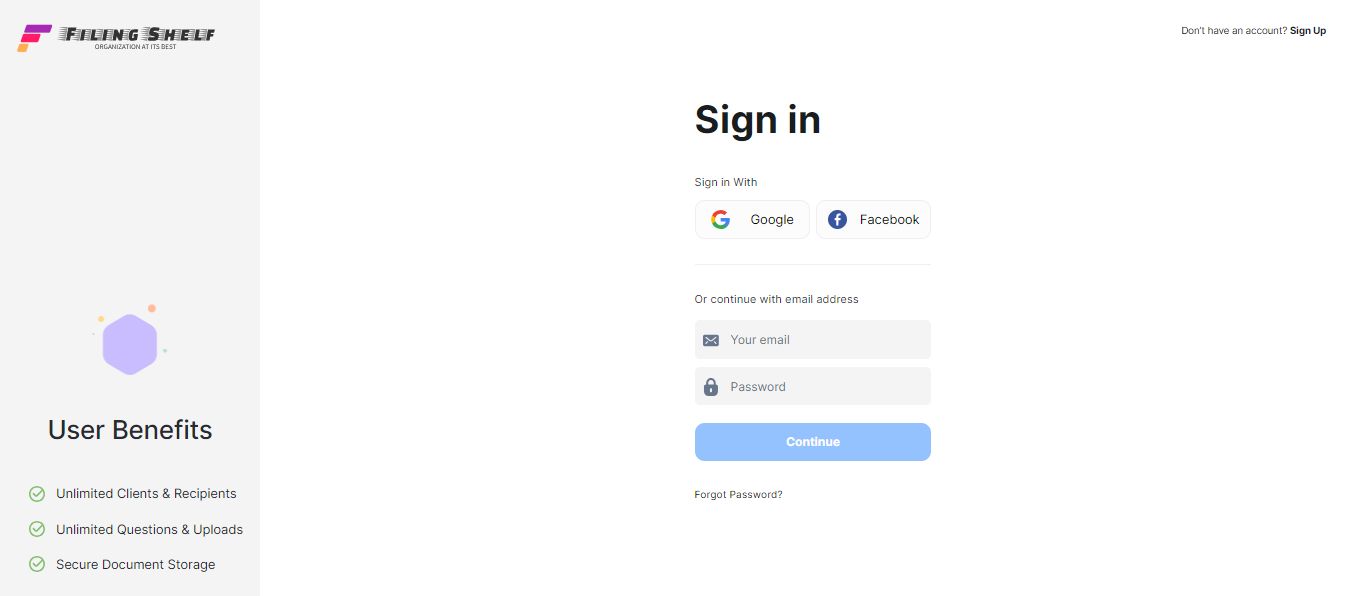 FILING SHELF
ORGANIZATION AT ITS BEST
Don't have an account? Sign Up
Sign in
Sign in With
Google
Facebook
Or continue with email address
Your email
Password
Continue
Forgot Password?
User Benefits
Unlimited Clients & Recipients
Unlimited Questions & Uploads
Secure Document Storage